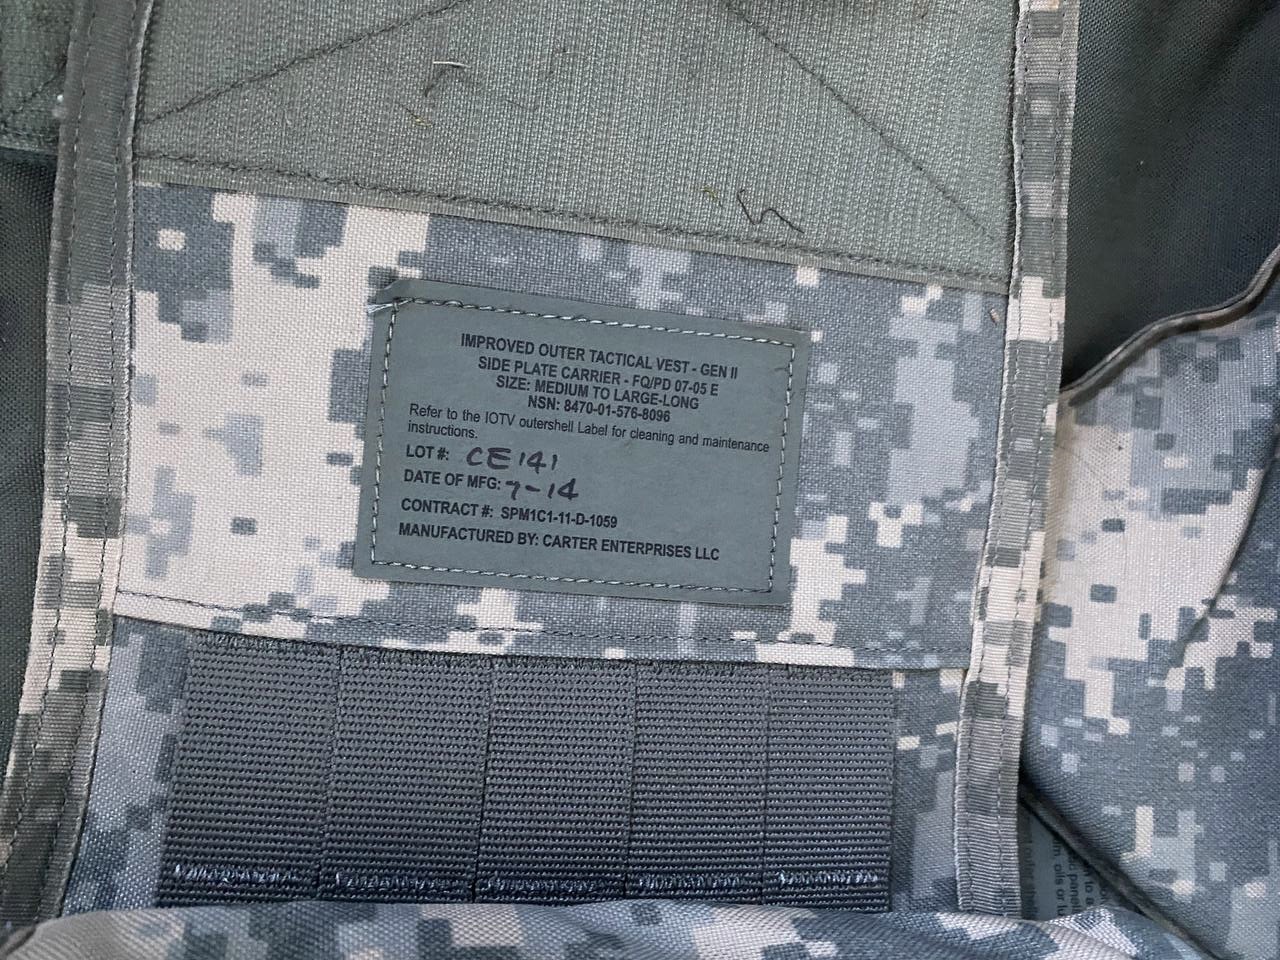 IMPROVED OUTER TACTICAL VEST - GEN II
SIDE PLATE CARRIER - FQ/PD 07-05 E
SIZE: MEDIUM TO LARGE-LONG
NSN: 8470-01-576-8096
Refer to the IOTV outershell Label for cleaning and maintenance
instructions.
LOT #: CE141
DATE OF MFG: 7-14
CONTRACT #: SPM1C1-11-D-1059
MANUFACTURED BY: CARTER ENTERPRISES LLC